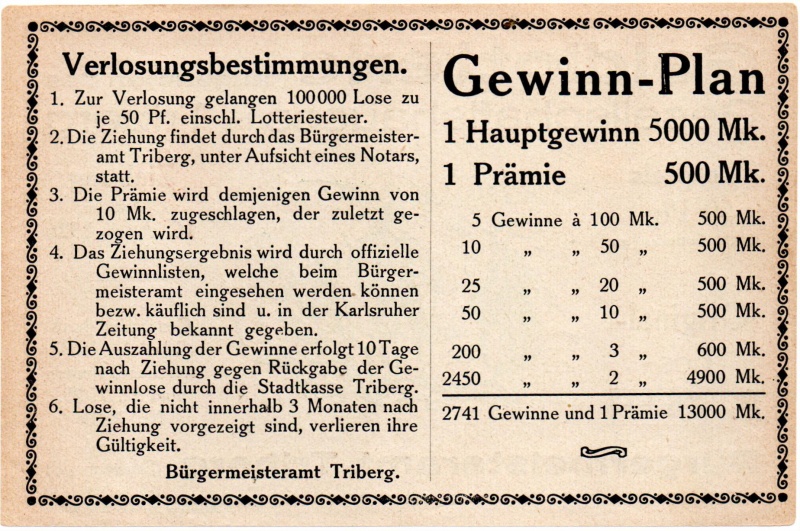 Verlosungsbestimmungen.
1. Zur Verlosung gelangen 100000 Lose zu
je 50 Pf. einschl. Lotteriesteuer.
2. Die Ziehung findet durch das Bürgermeister-
amt Triberg, unter Aufsicht eines Notars,
statt.
3. Die Prämie wird demjenigen Gewinn von
10 Mk. zugeschlagen, der zuletzt ge-
zogen wird.
4. Das Ziehungsergebnis wird durch offizielle
Gewinnlisten, welche beim Bürger-
meisteramt eingesehen werden können
bezw. käuflich sind u. in der Karlsruher
Zeitung bekannt gegeben.
5. Die Auszahlung der Gewinne erfolgt 10 Tage
nach Ziehung gegen Rückgabe der Ge-
winnlose durch die Stadtkasse Triberg.
6. Lose, die nicht innerhalb 3 Monaten nach
Ziehung vorgezeigt sind, verlieren ihre
Gültigkeit.
Bürgermeisteramt Triberg.
Gewinn-Plan
1 Hauptgewinn 5000 Mk.
1 Prämie 500 Mk.
5 Gewinne à 100 Mk. 500 Mk.
10 „ „ 50 „ 500 Mk.
25 „ „ 20 „ 500 Mk.
50 „ „ 10 „ 500 Mk.
200 „ „ 3 „ 600 Mk.
2450 „ „ 2 „ 4900 Mk.
2741 Gewinne und 1 Prämie 13000 Mk.